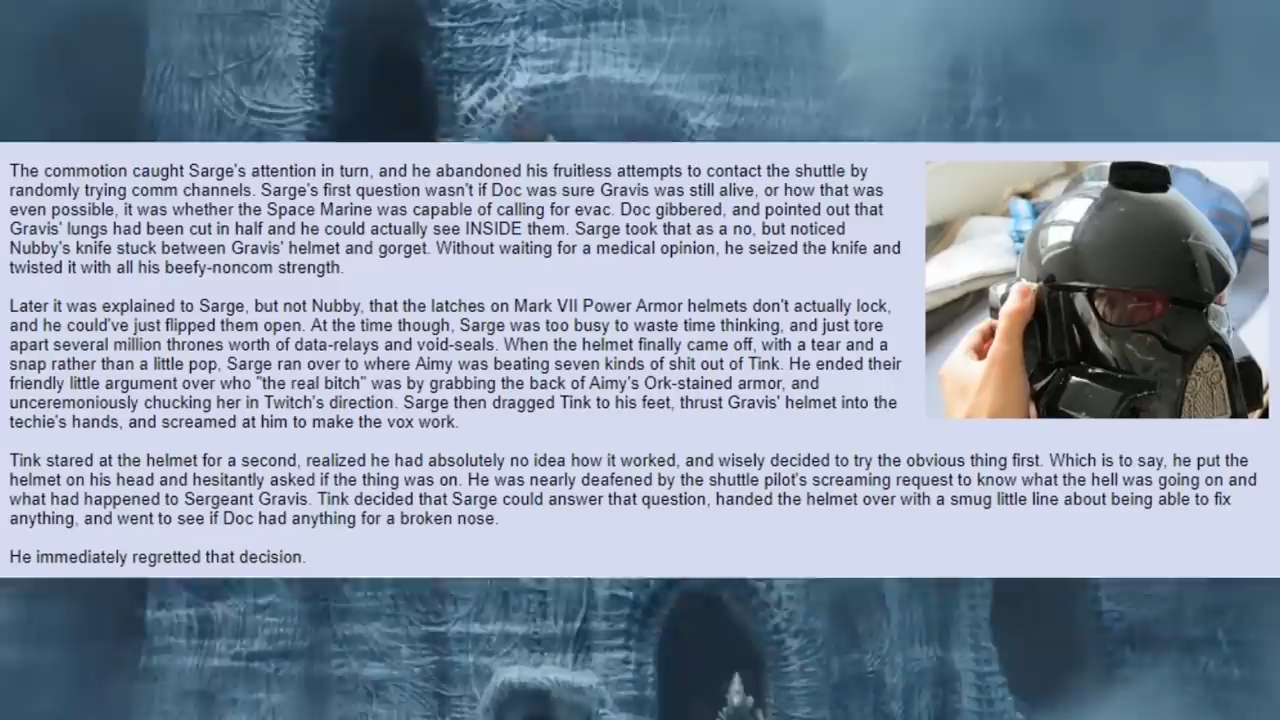 The commotion caught Sarge's attention in turn, and he abandoned his fruitless attempts to contact the shuttle by
randomly trying comm channels. Sarge's first question wasn't if Doc was sure Gravis was still alive, or how that was
even possible, it was whether the Space Marine was capable of calling for evac. Doc gibbered, and pointed out that
Gravis' lungs had been cut in half and he could actually see INSIDE them. Sarge took that as a no, but noticed
Nubby's knife stuck between Gravis' helmet and gorget. Without waiting for a medical opinion, he seized the knife and
twisted it with all his beefy-noncom strength.
Later it was explained to Sarge, but not Nubby, that the latches on Mark VII Power Armor helmets don't actually lock,
and he could've just flipped them open. At the time though, Sarge was too busy to waste time thinking, and just tore
apart several million thrones worth of data-relays and void-seals. When the helmet finally came off, with a tear and a
snap rather than a little pop, Sarge ran over to where Aimy was beating seven kinds of shit out of Tink. He ended their
friendly little argument over who "the real bitch" was by grabbing the back of Aimy's Ork-stained armor, and
unceremoniously chucking her in Twitch's direction. Sarge then dragged Tink to his feet, thrust Gravis' helmet into the
techie's hands, and screamed at him to make the vox work.
Tink stared at the helmet for a second, realized he had absolutely no idea how it worked, and wisely decided to try the obvious thing first. Which is to say, he put the
helmet on his head and hesitantly asked if the thing was on. He was nearly deafened by the shuttle pilot's screaming request to know what the hell was going on and
what had happened to Sergeant Gravis. Tink decided that Sarge could answer that question, handed the helmet over with a smug little line about being able to fix
anything, and went to see if Doc had anything for a broken nose.
He immediately regretted that decision.